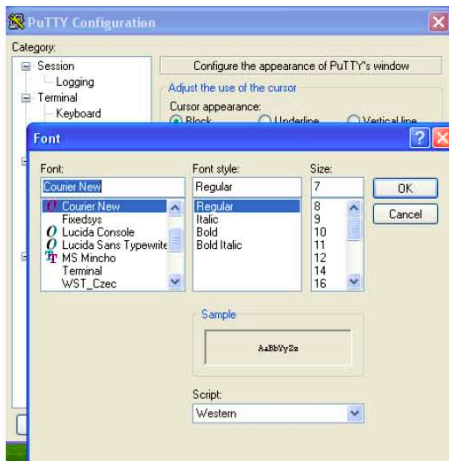 PuTTY Configuration
Category:
Session
Logging
Terminal
Keyboard
Configure the appearance of PuTTY's window
Adjust the use of the cursor
Cursor appearance:
Block
Underline
Vertical line
Font
Font:
Font style:
Size:
Courier New
Regular
7
OK
Cancel
Courier New
Fixedsys
Lucida Console
Lucida Sans Typewrite
MS Mincho
Terminal
WST_Czec
Regular
Italic
Bold
Bold Italic
8
9
10
11
12
14
16
Sample
AaBbYyZz
Script:
Western